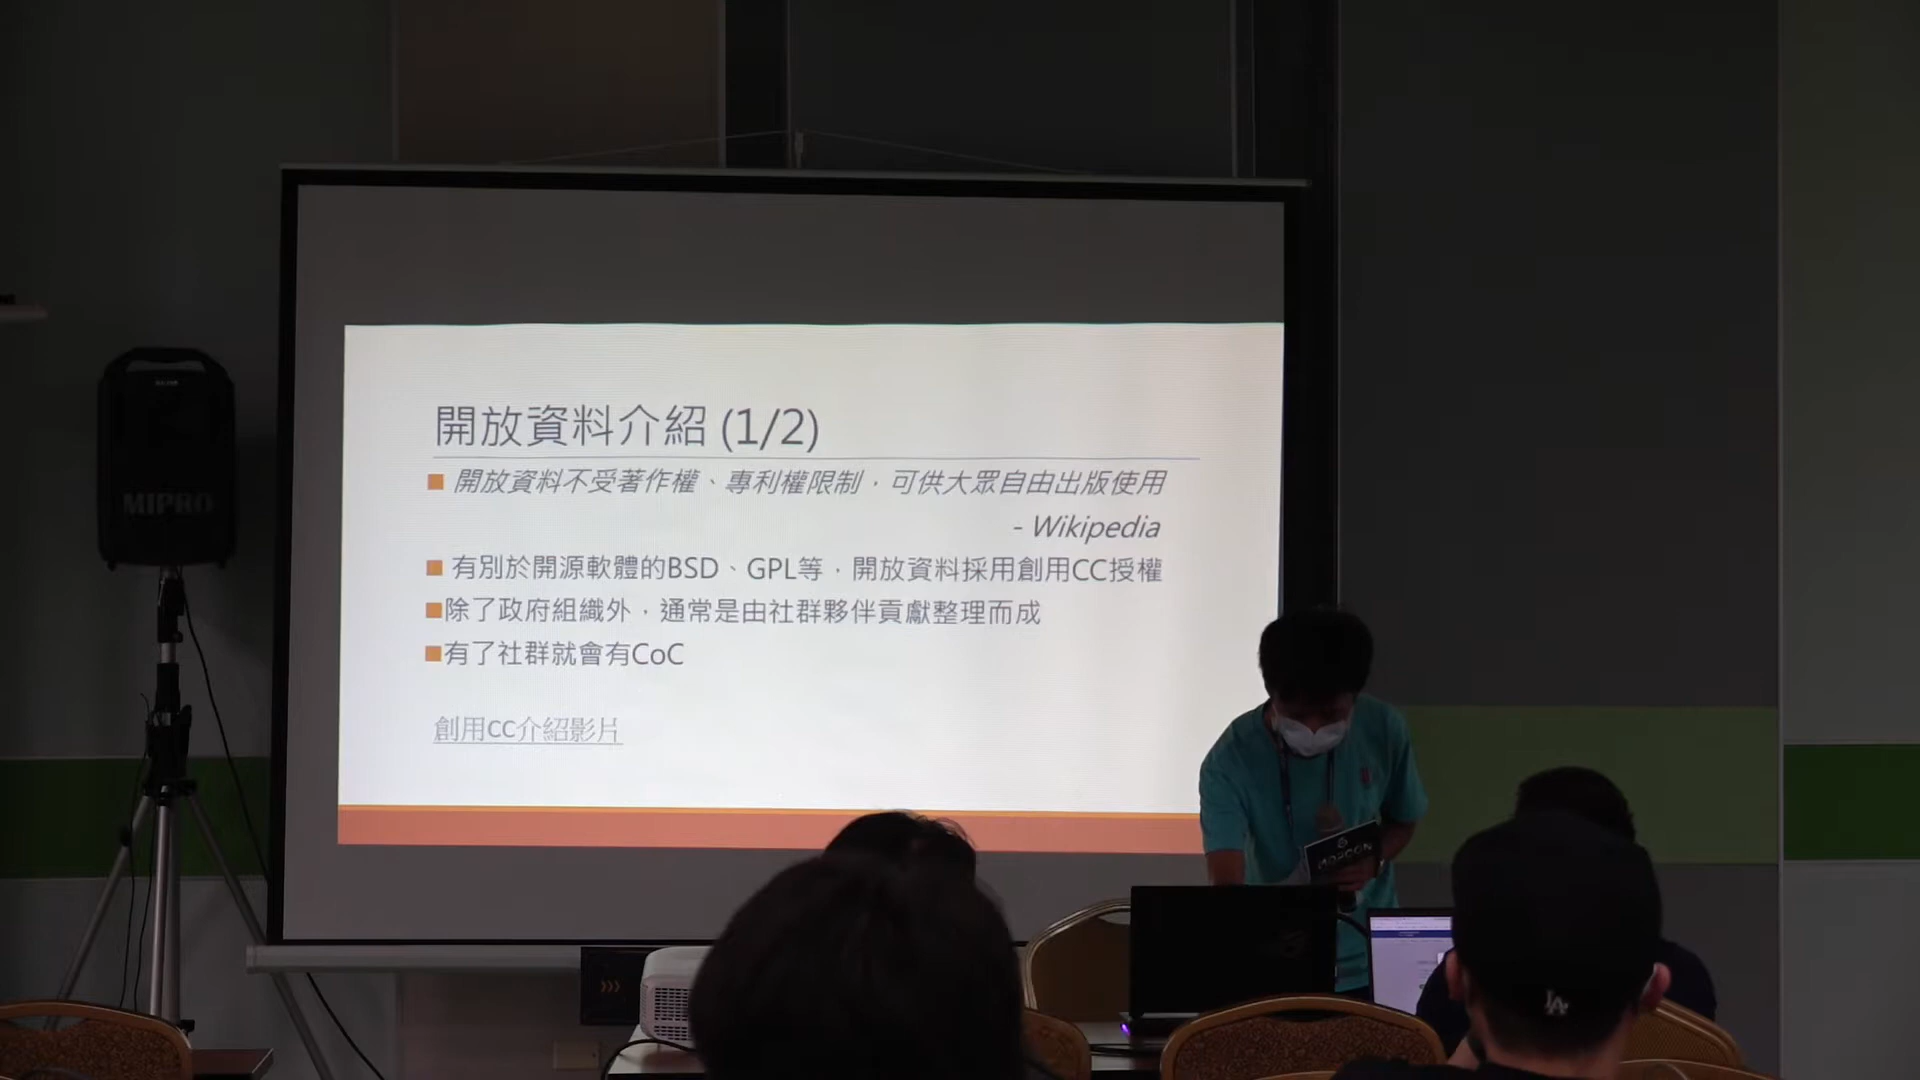 開放資料介紹 (1/2)
開放資料不受著作權、專利權限制，可供大眾自由出版使用
- Wikipedia
有別於開源軟體的BSD、GPL等，開放資料採用創用CC授權
除了政府組織外，通常是由社群夥伴貢獻整理而成
有了社群就會有CoC
創用CC介紹影片
MIPRO
MOPCON
LA